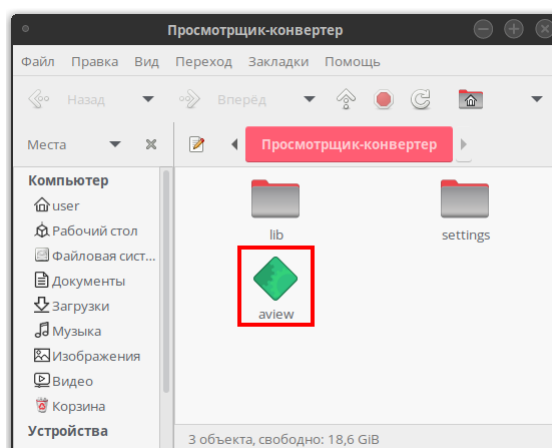 Просмотрщик-конвертер
Файл Правка Вид Переход Закладки Помощь
Назад Вперёд
Места Просмотрщик-конвертер
Компьютер
user
Рабочий стол
Файловая сист...
Документы
Загрузки
Музыка
Изображения
Видео
Корзина
Устройства
lib settings
aview
3 объекта, свободно: 18,6 GiB